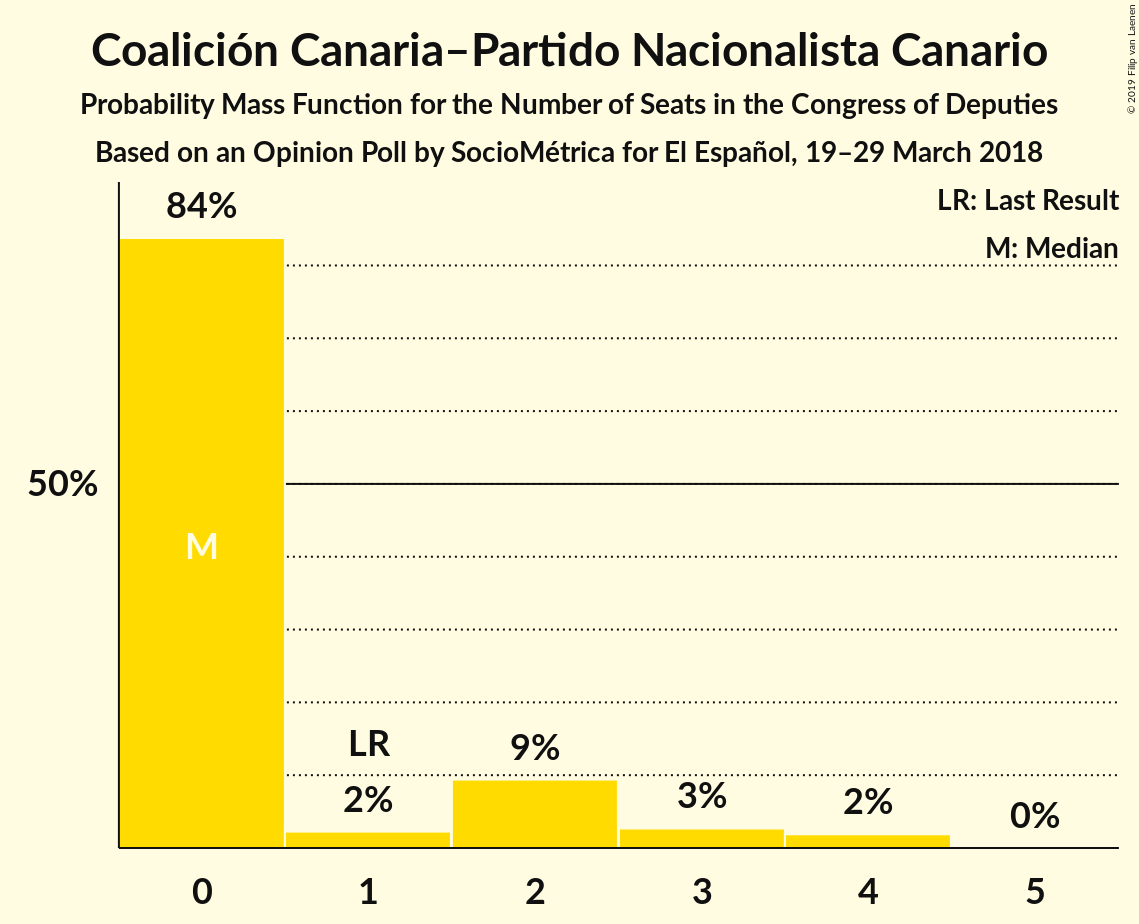 Coalición Canaria–Partido Nacionalista Canario
Probability Mass Function for the Number of Seats in the Congress of Deputies
Based on an Opinion Poll by SocioMétrica for El Español, 19–29 March 2018
© 2019 Filip van Laenen
LR: Last Result
M: Median
84%
50%
M
LR
2%
9%
3%
2%
0%
0 1 2 3 4 5